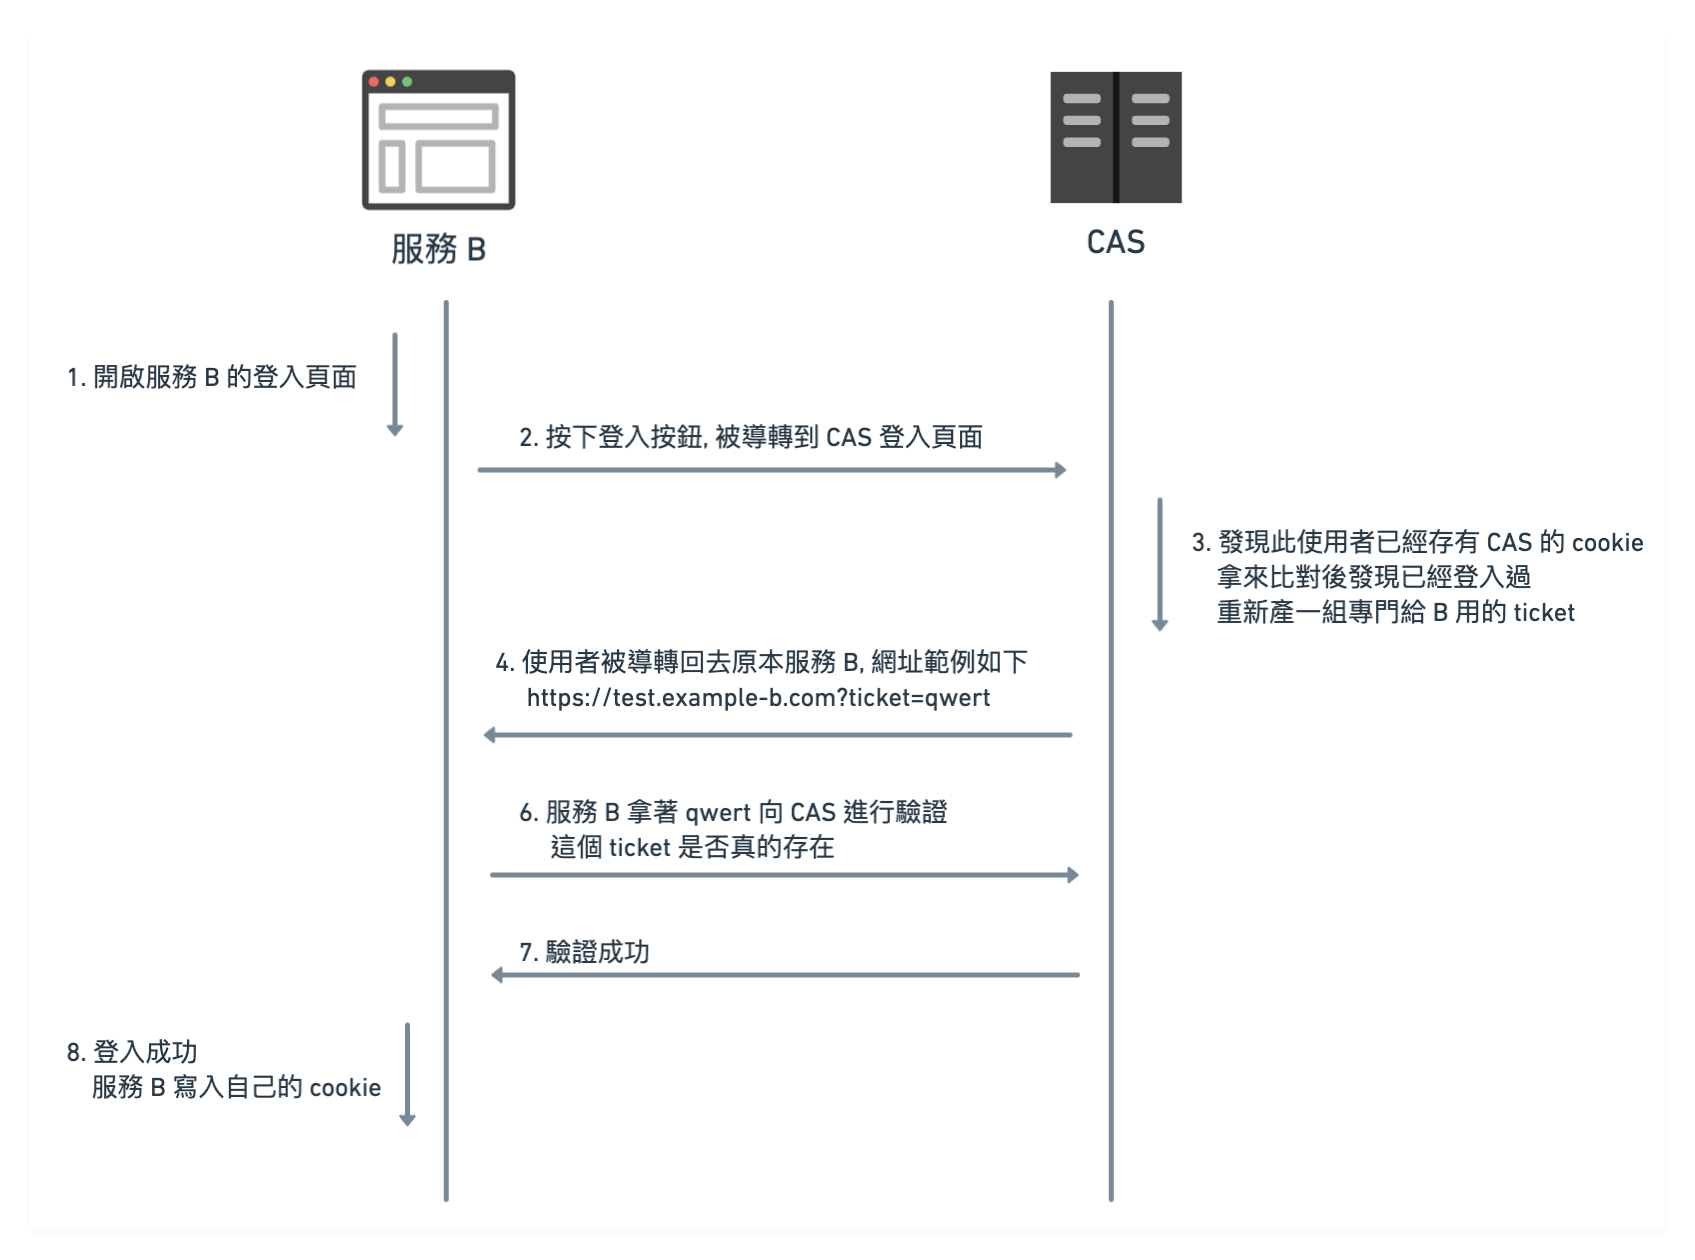 服務 B
CAS
1. 開啟服務 B 的登入頁面
2. 按下登入按鈕, 被導轉到 CAS 登入頁面
3. 發現此使用者已經存有 CAS 的 cookie
拿來比對後發現已經登入過
重新產一組專門給 B 用的 ticket
4. 使用者被導轉回去原本服務 B, 網址範例如下
https://test.example-b.com?ticket=qwert
6. 服務 B 拿著 qwert 向 CAS 進行驗證
這個 ticket 是否真的存在
7. 驗證成功
8. 登入成功
服務 B 寫入自己的 cookie